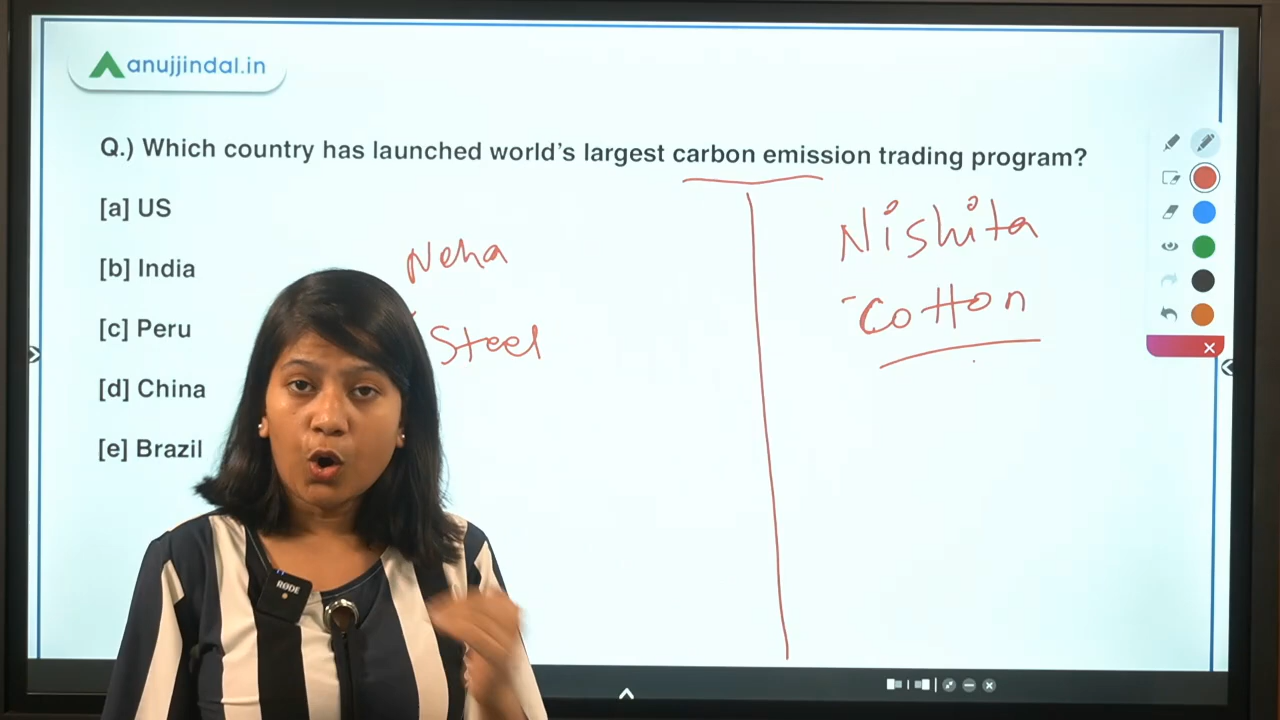 anujjindal.in
Q.) Which country has launched world's largest carbon emission trading program?
[a] US
[b] India
[c] Peru
[d] China
[e] Brazil
Neha
Steel
Nishita
- Cotton
RODE